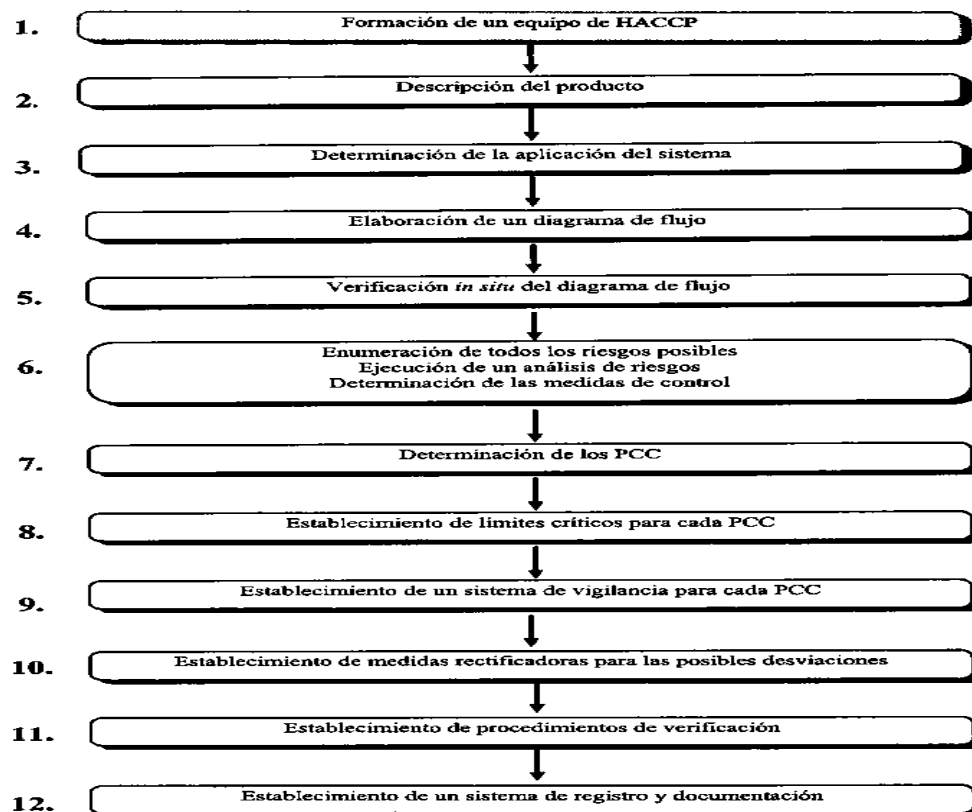 1. Formación de un equipo de HACCP
2. Descripción del producto
3. Determinación de la aplicación del sistema
4. Elaboración de un diagrama de flujo
5. Verificación in situ del diagrama de flujo
6. Enumeración de todos los riesgos posibles
Ejecución de un análisis de riesgos
Determinación de las medidas de control
7. Determinación de los PCC
8. Establecimiento de límites críticos para cada PCC
9. Establecimiento de un sistema de vigilancia para cada PCC
10. Establecimiento de medidas rectificadoras para las posibles desviaciones
11. Establecimiento de procedimientos de verificación
12. Establecimiento de un sistema de registro y documentación